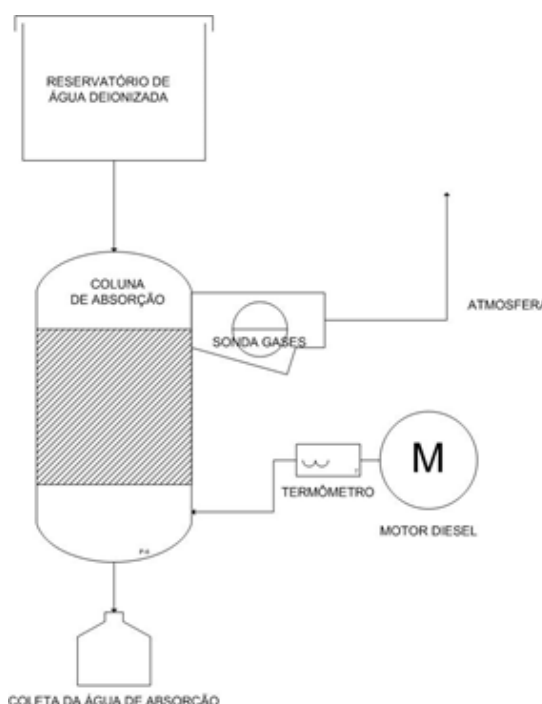 RESERVATÓRIO DE
ÁGUA DEIONIZADA
COLUNA
DE ABSORÇÃO
SONDA GASES
ATMOSFERA
M
TERMÔMETRO
MOTOR DIESEL
COLETA DA ÁGUA DE ABSORÇÃO